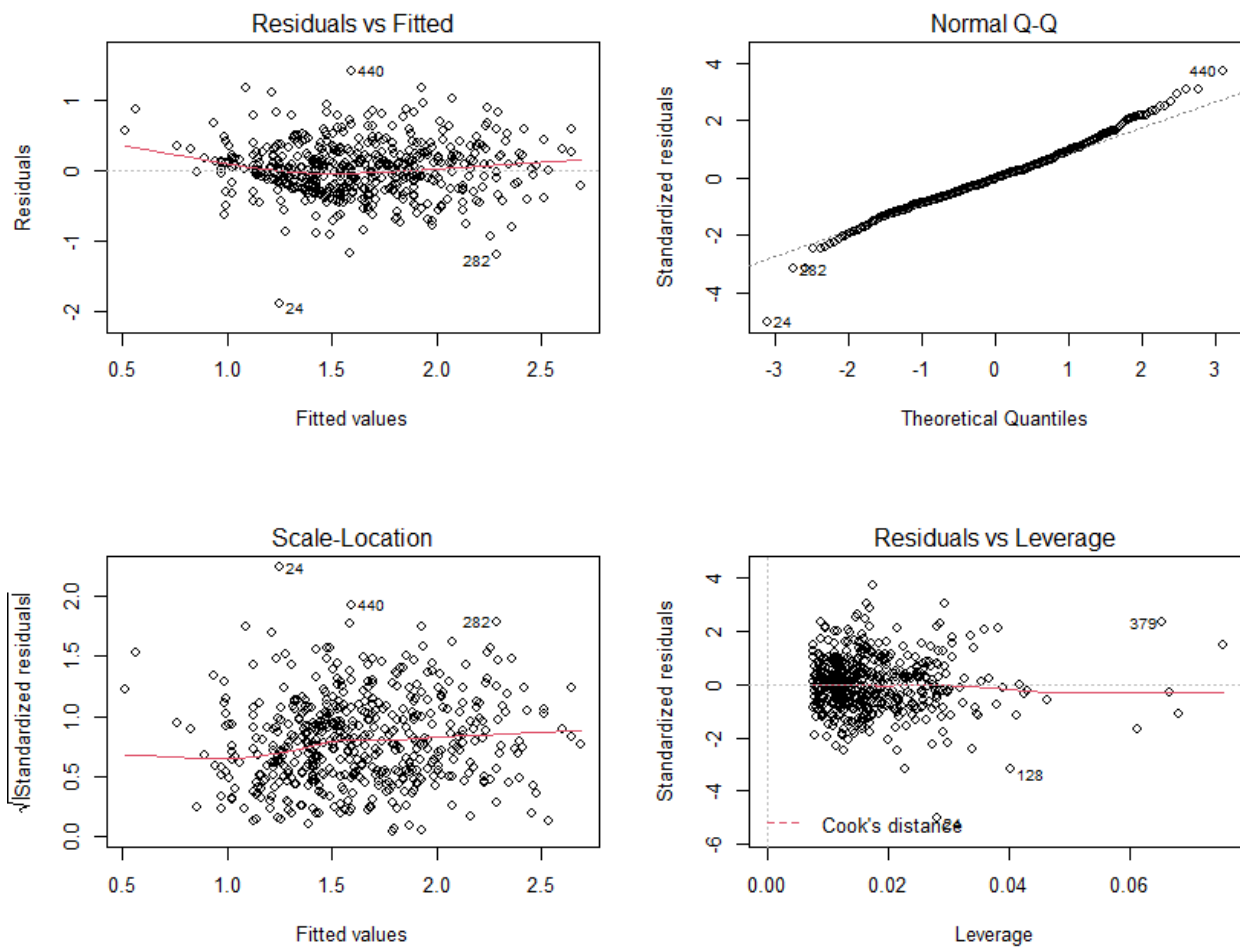 Residuals vs Fitted
Residuals
1
0
-1
-2
440
282
24
0.5 1.0 1.5 2.0 2.5
Fitted values
Normal Q-Q
Standardized residuals
4
2
0
-2
-4
440
282
24
-3 -2 -1 0 1 2 3
Theoretical Quantiles
Scale-Location
√|Standardized residuals|
2.0
1.5
1.0
0.5
0.0
24
440
282
0.5 1.0 1.5 2.0 2.5
Fitted values
Residuals vs Leverage
Standardized residuals
4
2
0
-2
-4
-6
379
128
24
Cook's distance
0.00 0.02 0.04 0.06
Leverage